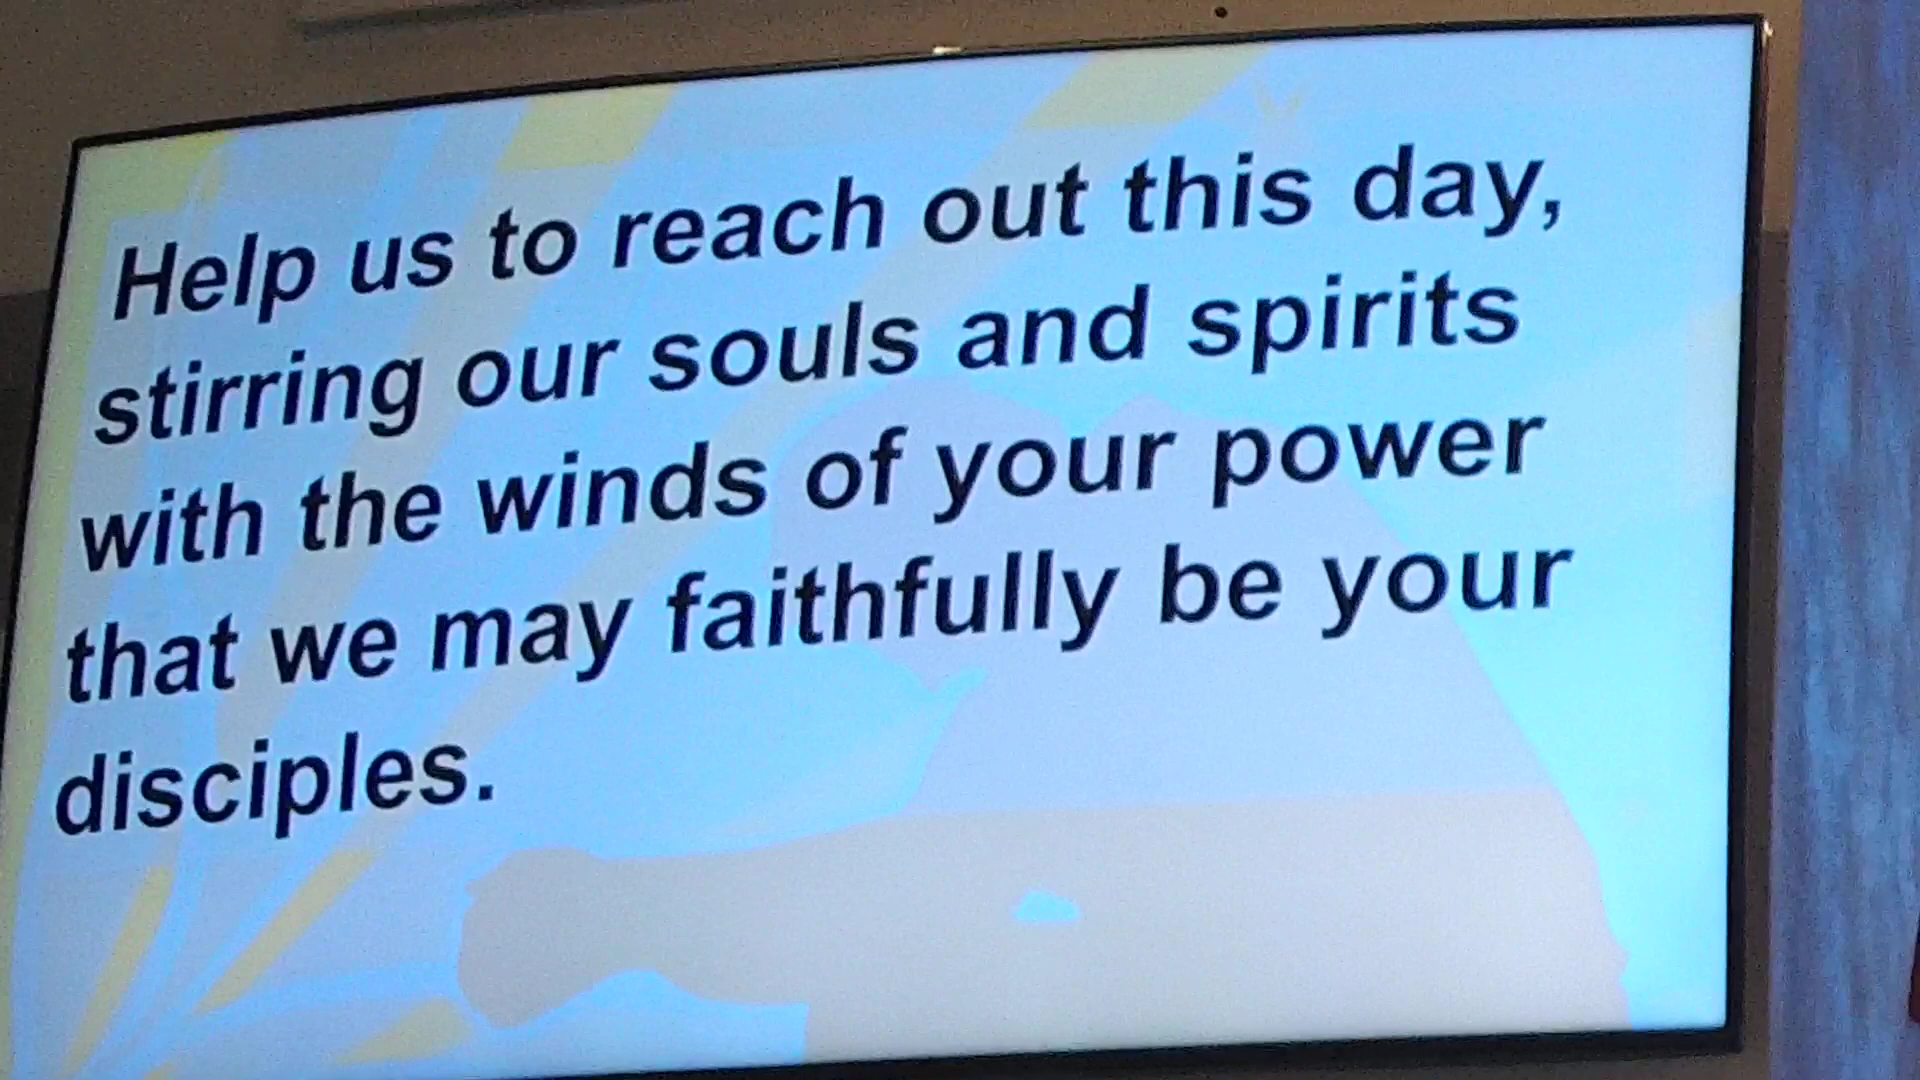 Help us to reach out this day,
stirring our souls and spirits
with the winds of your power
that we may faithfully be your
disciples.